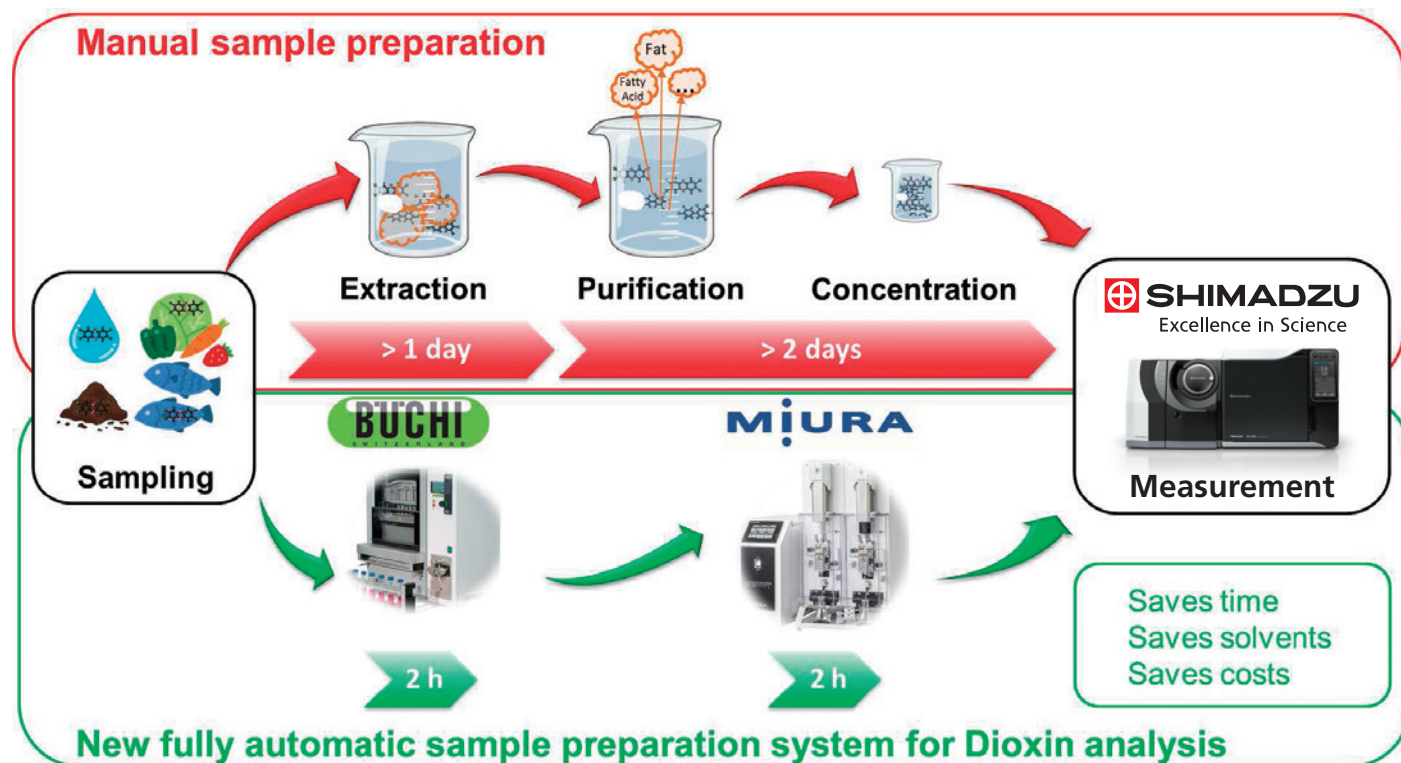 Manual sample preparation
Fat
Fatty
Acid
...
Extraction
Purification
Concentration
> 1 day
> 2 days
Sampling
SHIMADZU
Excellence in Science
Measurement
BÜCHI
SWITZERLAND
MIURA
2 h
2 h
Saves time
Saves solvents
Saves costs
New fully automatic sample preparation system for Dioxin analysis